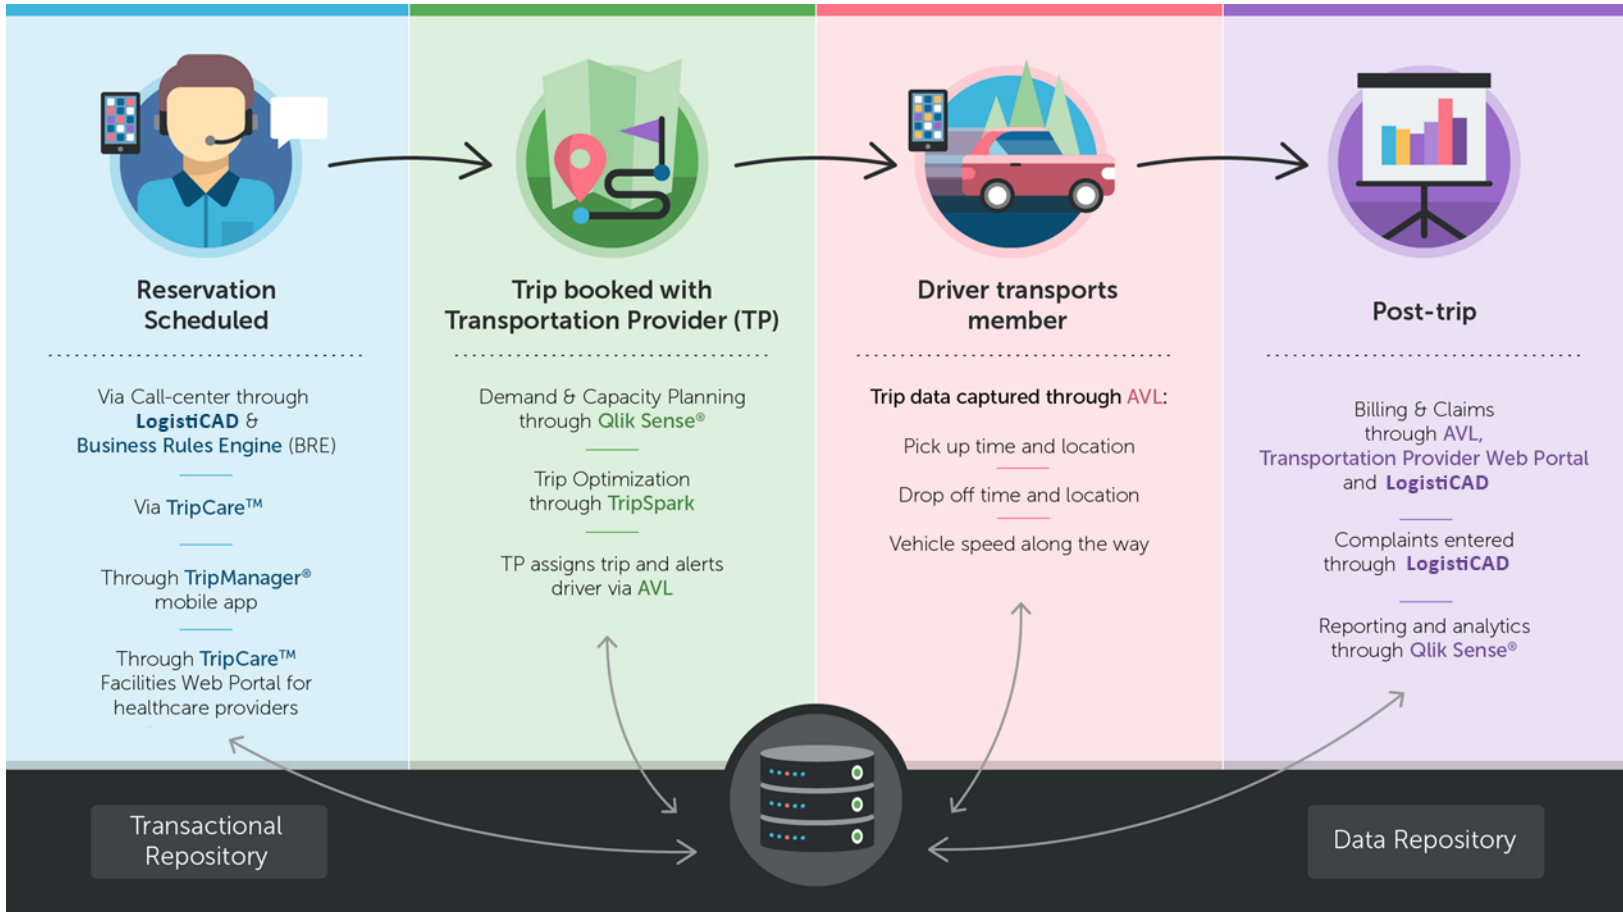 Reservation
Scheduled
Via Call-center through
LogistiCAD &
Business Rules Engine (BRE)
Via TripCare™
Through TripManager®
mobile app
Through TripCare™
Facilities Web Portal for
healthcare providers
Trip booked with
Transportation Provider (TP)
Demand & Capacity Planning
through Qlik Sense®
Trip Optimization
through TripSpark
TP assigns trip and alerts
driver via AVL
Driver transports
member
Trip data captured through AVL:
Pick up time and location
Drop off time and location
Vehicle speed along the way
Post-trip
Billing & Claims
through AVL,
Transportation Provider Web Portal
and LogistiCAD
Complaints entered
through LogistiCAD
Reporting and analytics
through Qlik Sense®
Transactional
Repository
Data Repository